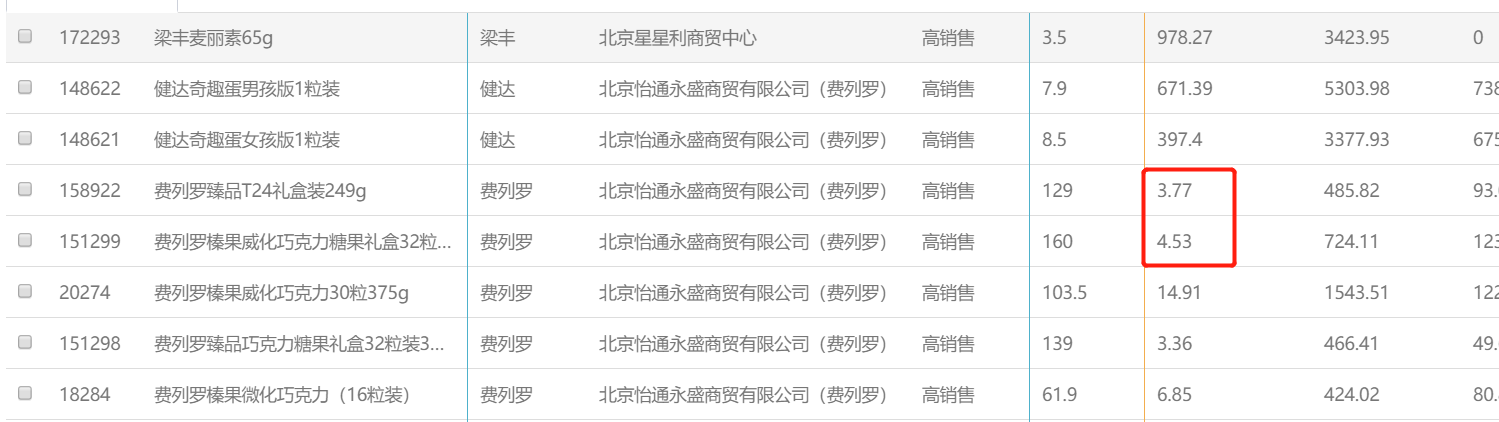 172293 梁丰麦丽素65g 梁丰 北京星星利商贸中心 高销售 3.5 978.27 3423.95 0
148622 健达奇趣蛋男孩版1粒装 健达 北京怡通永盛商贸有限公司（费列罗） 高销售 7.9 671.39 5303.98 738
148621 健达奇趣蛋女孩版1粒装 健达 北京怡通永盛商贸有限公司（费列罗） 高销售 8.5 397.4 3377.93 675
158922 费列罗臻品T24礼盒装249g 费列罗 北京怡通永盛商贸有限公司（费列罗） 高销售 129 3.77 485.82 93.
151299 费列罗榛果威化巧克力糖果礼盒32粒... 费列罗 北京怡通永盛商贸有限公司（费列罗） 高销售 160 4.53 724.11 123
20274 费列罗榛果威化巧克力30粒375g 费列罗 北京怡通永盛商贸有限公司（费列罗） 高销售 103.5 14.91 1543.51 122
151298 费列罗臻品巧克力糖果礼盒32粒装3... 费列罗 北京怡通永盛商贸有限公司（费列罗） 高销售 139 3.36 466.41 49.
18284 费列罗榛果微化巧克力（16粒装） 费列罗 北京怡通永盛商贸有限公司（费列罗） 高销售 61.9 6.85 424.02 80.